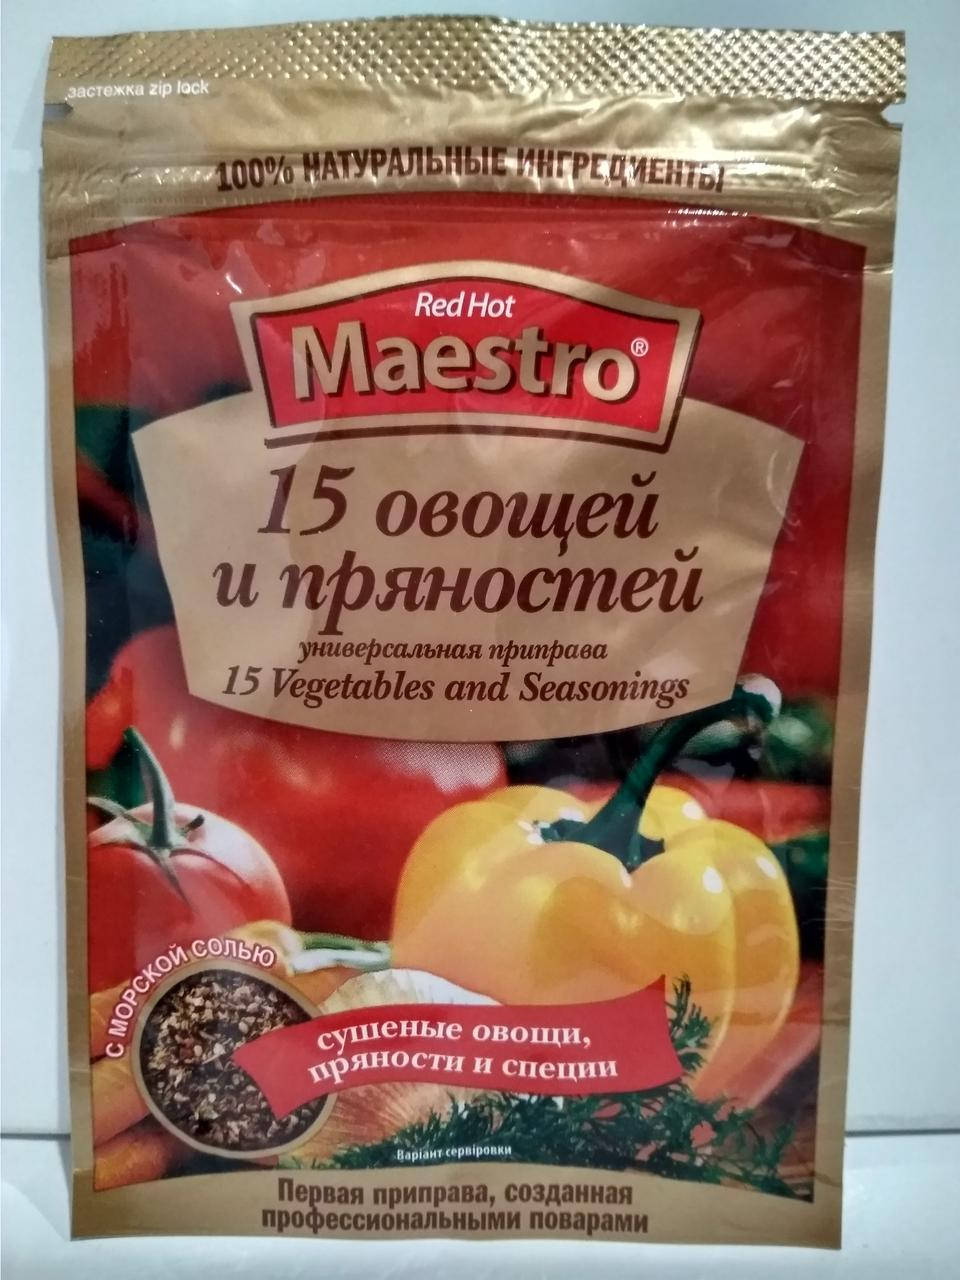 застежка zip lock
100% НАТУРАЛЬНЫЕ ИНГРЕДИЕНТЫ
Red Hot
Maestro®
15 овощей
и пряностей
универсальная приправа
15 Vegetables and Seasonings
С МОРСКОЙ СОЛЬЮ
сушеные овощи,
пряности и специи
Варіант сервіровки
Первая приправа, созданная
профессиональными поварами